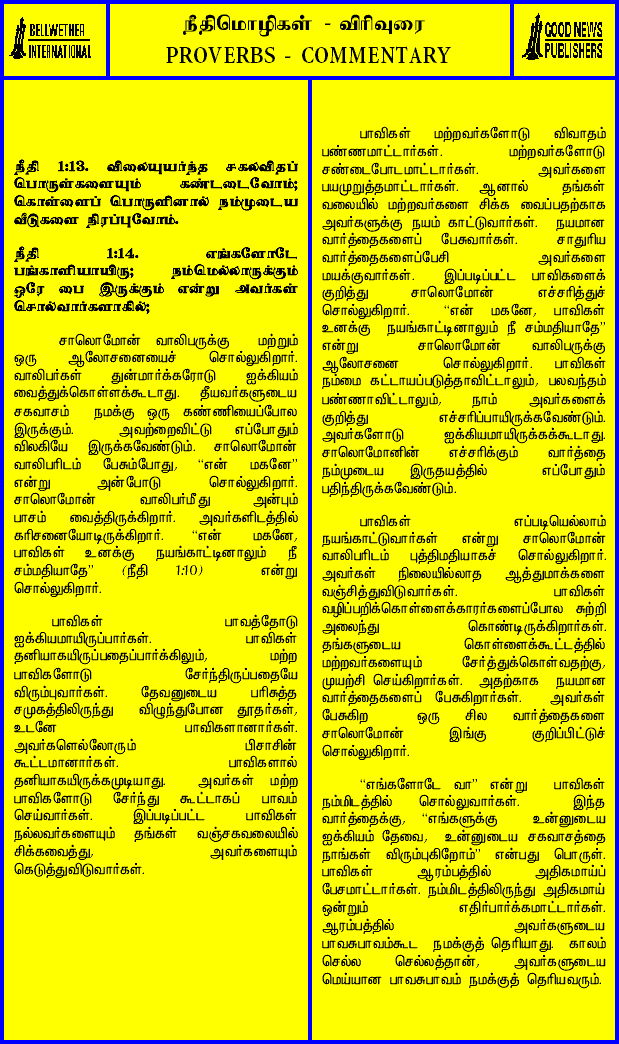 BELLWETHER
INTERNATIONAL
நீதிமொழிகள் - விரிவுரை
PROVERBS - COMMENTARY
GOOD NEWS
PUBLISHERS
நீதி 1:13. விலையுயர்ந்த சகலவிதப்
பொருள்களையும் கண்டடைவோம்;
கொள்ளைப் பொருளினால் நம்முடைய
வீடுகளை நிரப்புவோம்.
நீதி 1:14. எங்களோடே
பங்காளியாயிரு; நம்மெல்லாருக்கும்
ஒரே பை இருக்கும் என்று அவர்கள்
சொல்வார்களாகில்;
சாலொமோன் வாலிபருக்கு மற்றும்
ஒரு ஆலோசனையைச் சொல்லுகிறார்.
வாலிபர்கள் துன்மார்க்கரோடு ஐக்கியம்
வைத்துக்கொள்ளக்கூடாது. தீயவர்களுடைய
சகவாசம் நமக்கு ஒரு கண்ணியைப்போல
இருக்கும். அவற்றைவிட்டு எப்போதும்
விலகியே இருக்கவேண்டும். சாலொமோன்
வாலிபரிடம் பேசும்போது, “என் மகனே”
என்று அன்போடு சொல்லுகிறார்.
சாலொமோன் வாலிபர்மீது அன்பும்
பாசம் வைத்திருக்கிறார். அவர்களிடத்தில்
கரிசனையோடிருக்கிறார். “என் மகனே,
பாவிகள் உனக்கு நயங்காட்டினாலும் நீ
சம்மதியாதே” (நீதி 1:10) என்று
சொல்லுகிறார்.
பாவிகள் பாவத்தோடு
ஐக்கியமாயிருப்பார்கள். பாவிகள்
தனியாகயிருப்பதைப்பார்க்கிலும், மற்ற
பாவிகளோடு சேர்ந்திருப்பதையே
விரும்புவார்கள். தேவனுடைய பரிசுத்த
சமுகத்திலிருந்து விழுந்துபோன தூதர்கள்,
உடனே பாவிகளானார்கள்.
அவர்களெல்லோரும் பிசாசின்
கூட்டமானார்கள். பாவிகளால்
தனியாகயிருக்கமுடியாது. அவர்கள் மற்ற
பாவிகளோடு சேர்ந்து கூட்டாகப் பாவம்
செய்வார்கள். இப்படிப்பட்ட பாவிகள்
நல்லவர்களையும் தங்கள் வஞ்சகவலையில்
சிக்கவைத்து, அவர்களையும்
கெடுத்துவிடுவார்கள்.
பாவிகள் மற்றவர்களோடு விவாதம்
பண்ணமாட்டார்கள். மற்றவர்களோடு
சண்டைபோடமாட்டார்கள். அவர்களை
பயமுறுத்தமாட்டார்கள். ஆனால் தங்கள்
வலையில் மற்றவர்களை சிக்க வைப்பதற்காக
அவர்களுக்கு நயம் காட்டுவார்கள். நயமான
வார்த்தைகளைப் பேசுவார்கள். சாதுரிய
வார்த்தைகளைப்பேசி அவர்களை
மயக்குவார்கள். இப்படிப்பட்ட பாவிகளைக்
குறித்து சாலொமோன் எச்சரித்துச்
சொல்லுகிறார். “என் மகனே, பாவிகள்
உனக்கு நயங்காட்டினாலும் நீ சம்மதியாதே”
என்று சாலொமோன் வாலிபருக்கு
ஆலோசனை சொல்லுகிறார். பாவிகள்
நம்மை கட்டாயப்படுத்தாவிட்டாலும், பலவந்தம்
பண்ணாவிட்டாலும், நாம் அவர்களைக்
குறித்து எச்சரிப்பாயிருக்கவேண்டும்.
அவர்களோடு ஐக்கியமாயிருக்கக்கூடாது.
சாலொமோனின் எச்சரிக்கும் வார்த்தை
நம்முடைய இருதயத்தில் எப்போதும்
பதிந்திருக்கவேண்டும்.
பாவிகள் எப்படியெல்லாம்
நயங்காட்டுவார்கள் என்று சாலொமோன்
வாலிபரிடம் புத்திமதியாகச் சொல்லுகிறார்.
அவர்கள் நிலையில்லாத ஆத்துமாக்களை
வஞ்சித்துவிடுவார்கள். பாவிகள்
வழிப்பறிக்கொள்ளைக்காரர்களைப்போல சுற்றி
அலைந்து கொண்டிருக்கிறார்கள்.
தங்களுடைய கொள்ளைக்கூட்டத்தில்
மற்றவர்களையும் சேர்த்துக்கொள்வதற்கு,
முயற்சி செய்கிறார்கள். அதற்காக நயமான
வார்த்தைகளைப் பேசுகிறார்கள். அவர்கள்
பேசுகிற ஒரு சில வார்த்தைகளை
சாலொமோன் இங்கு குறிப்பிட்டுச்
சொல்லுகிறார்.
“எங்களோடே வா” என்று பாவிகள்
நம்மிடத்தில் சொல்லுவார்கள். இந்த
வார்த்தைக்கு, “எங்களுக்கு உன்னுடைய
ஐக்கியம் தேவை, உன்னுடைய சகவாசத்தை
நாங்கள் விரும்புகிறோம்” என்பது பொருள்.
பாவிகள் ஆரம்பத்தில் அதிகமாய்ப்
பேசமாட்டார்கள். நம்மிடத்திலிருந்து அதிகமாய்
ஒன்றும் எதிர்பார்க்கமாட்டார்கள்.
ஆரம்பத்தில் அவர்களுடைய
பாவசுபாவம்கூட நமக்குத் தெரியாது. காலம்
செல்ல செல்லத்தான், அவர்களுடைய
மெய்யான பாவசுபாவம் நமக்குத் தெரியவரும்.